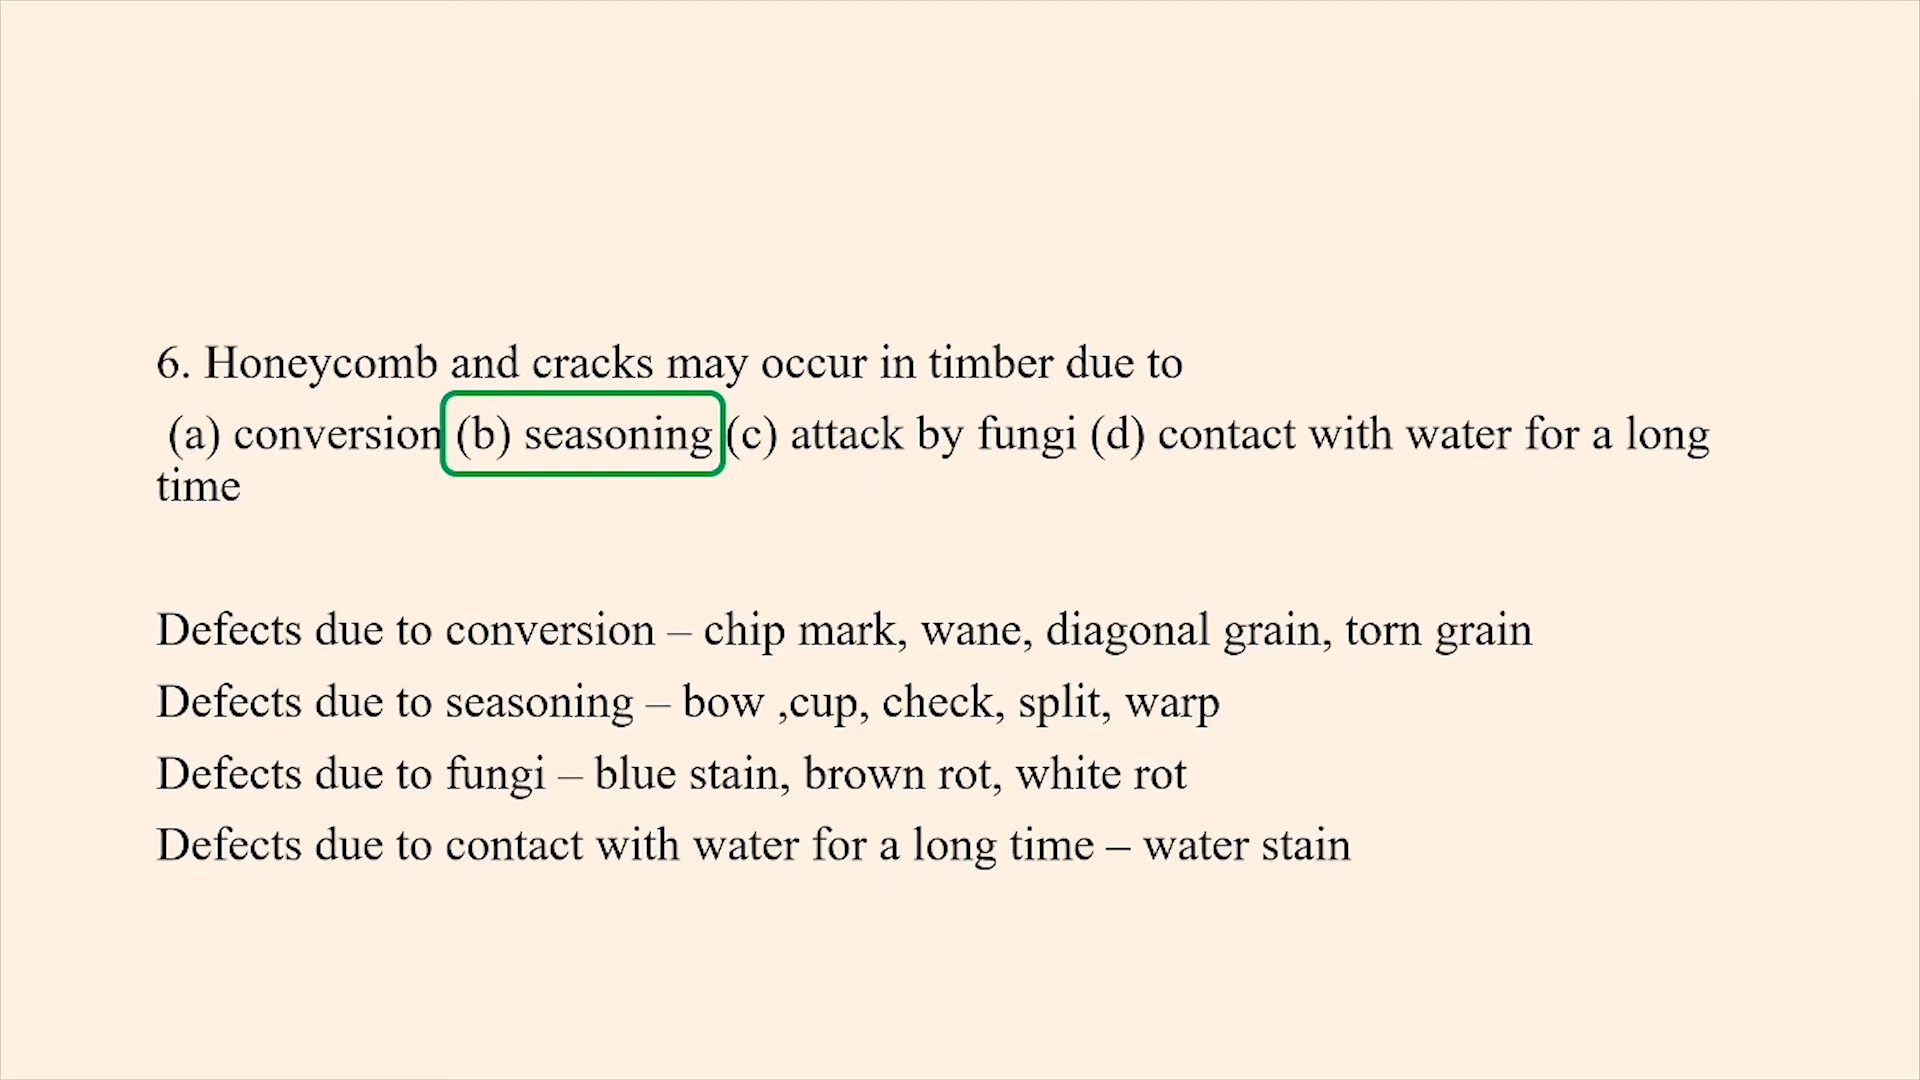 6. Honeycomb and cracks may occur in timber due to
(a) conversion (b) seasoning (c) attack by fungi (d) contact with water for a long
time
Defects due to conversion – chip mark, wane, diagonal grain, torn grain
Defects due to seasoning – bow ,cup, check, split, warp
Defects due to fungi – blue stain, brown rot, white rot
Defects due to contact with water for a long time – water stain